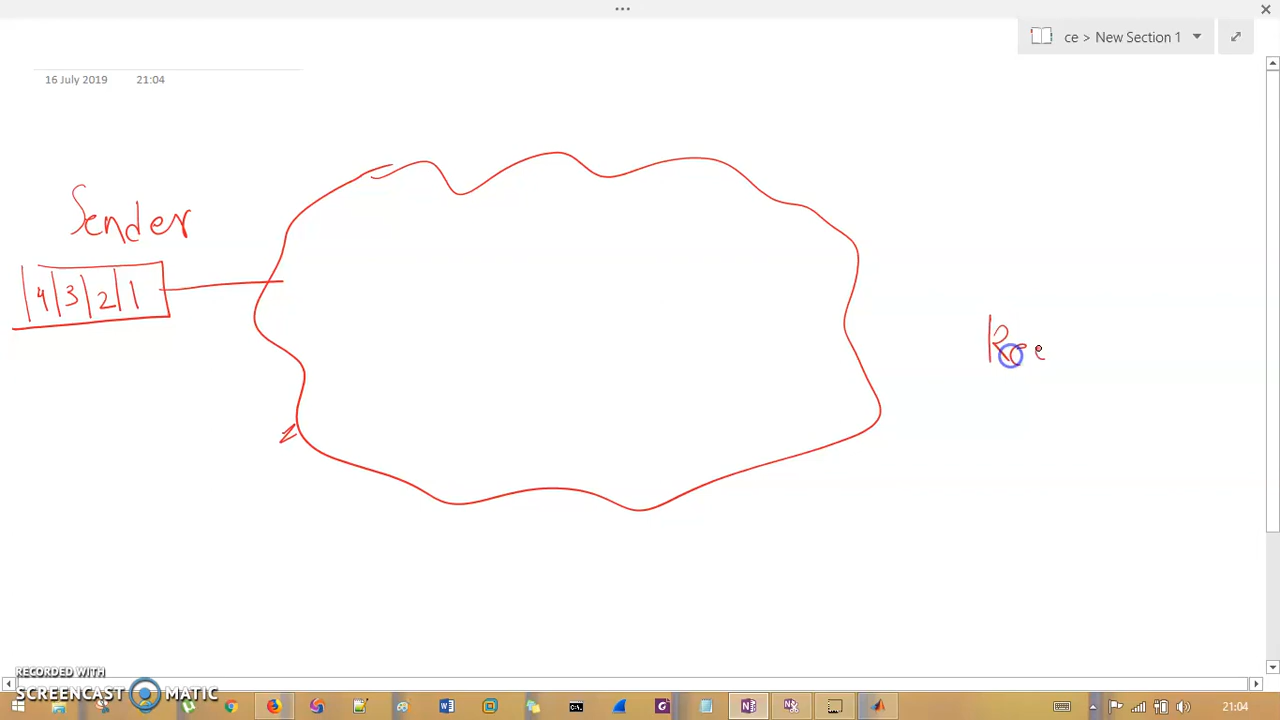 ce > New Section 1
16 July 2019 21:04
Sender
4 3 2 1
Rec
RECORDED WITH
SCREENCAST MATIC
21:04